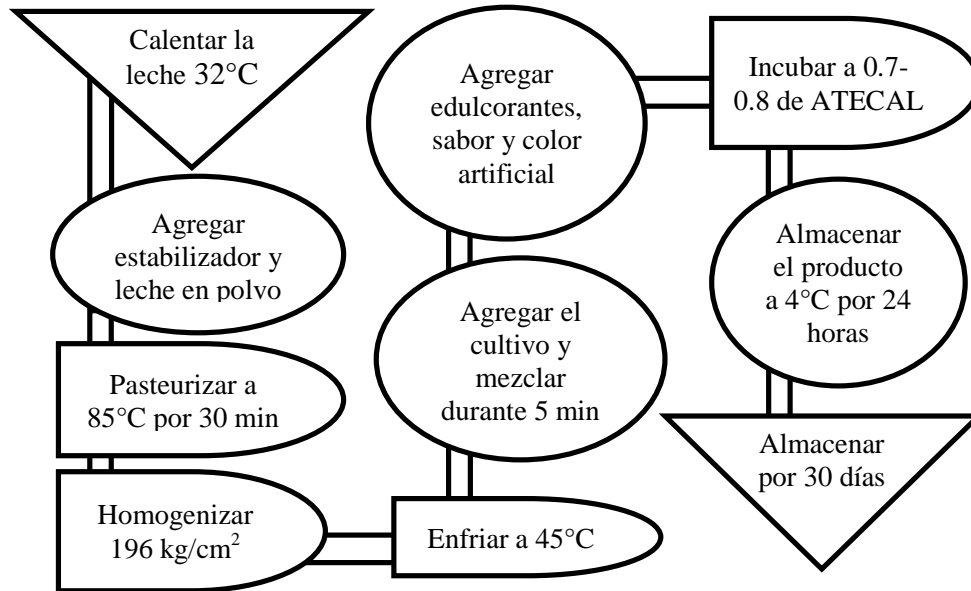 Calentar la
leche 32°C
Agregar
estabilizador y
leche en polvo
Pasteurizar a
85°C por 30 min
Homogenizar
196 kg/cm²
Enfriar a 45°C
Agregar el
cultivo y
mezclar
durante 5 min
Agregar
edulcorantes,
sabor y color
artificial
Incubar a 0.7-
0.8 de ATECAL
Almacenar
el producto
a 4°C por 24
horas
Almacenar
por 30 días